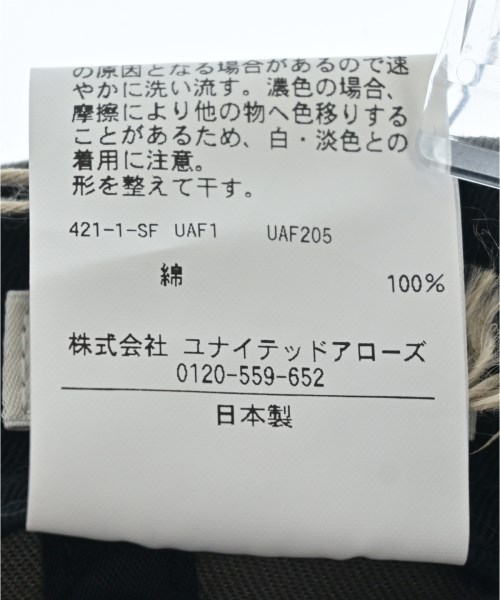 の原因となる場合があるので速
やかに洗い流す。濃色の場合、
摩擦により他の物へ色移りする
ことがあるため、白・淡色との
着用に注意。
形を整えて干す。
421-1-SF UAF1 UAF205
綿 100%
株式会社 ユナイテッドアローズ
0120-559-652
日本製